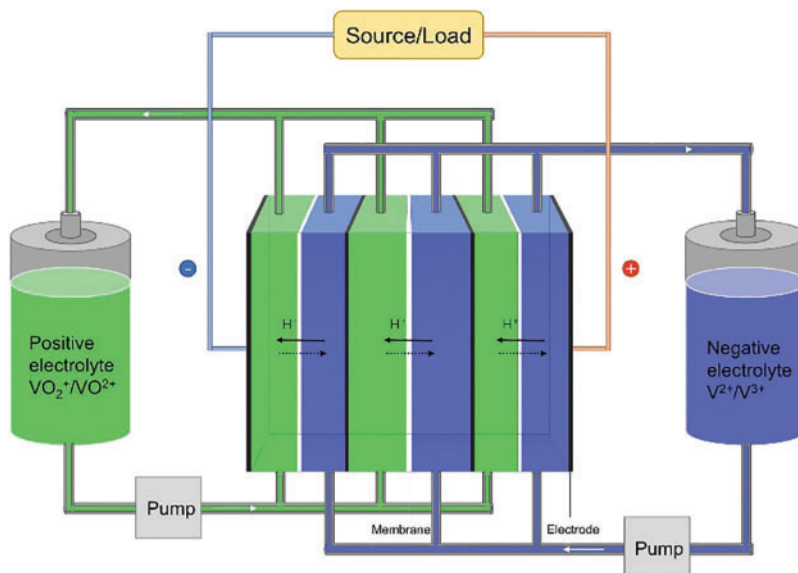 Source/Load
-
+
H⁺
H⁺
H⁺
Positive
electrolyte
VO₂⁺/VO²⁺
Negative
electrolyte
V²⁺/V³⁺
Pump
Membrane
Electrode
Pump